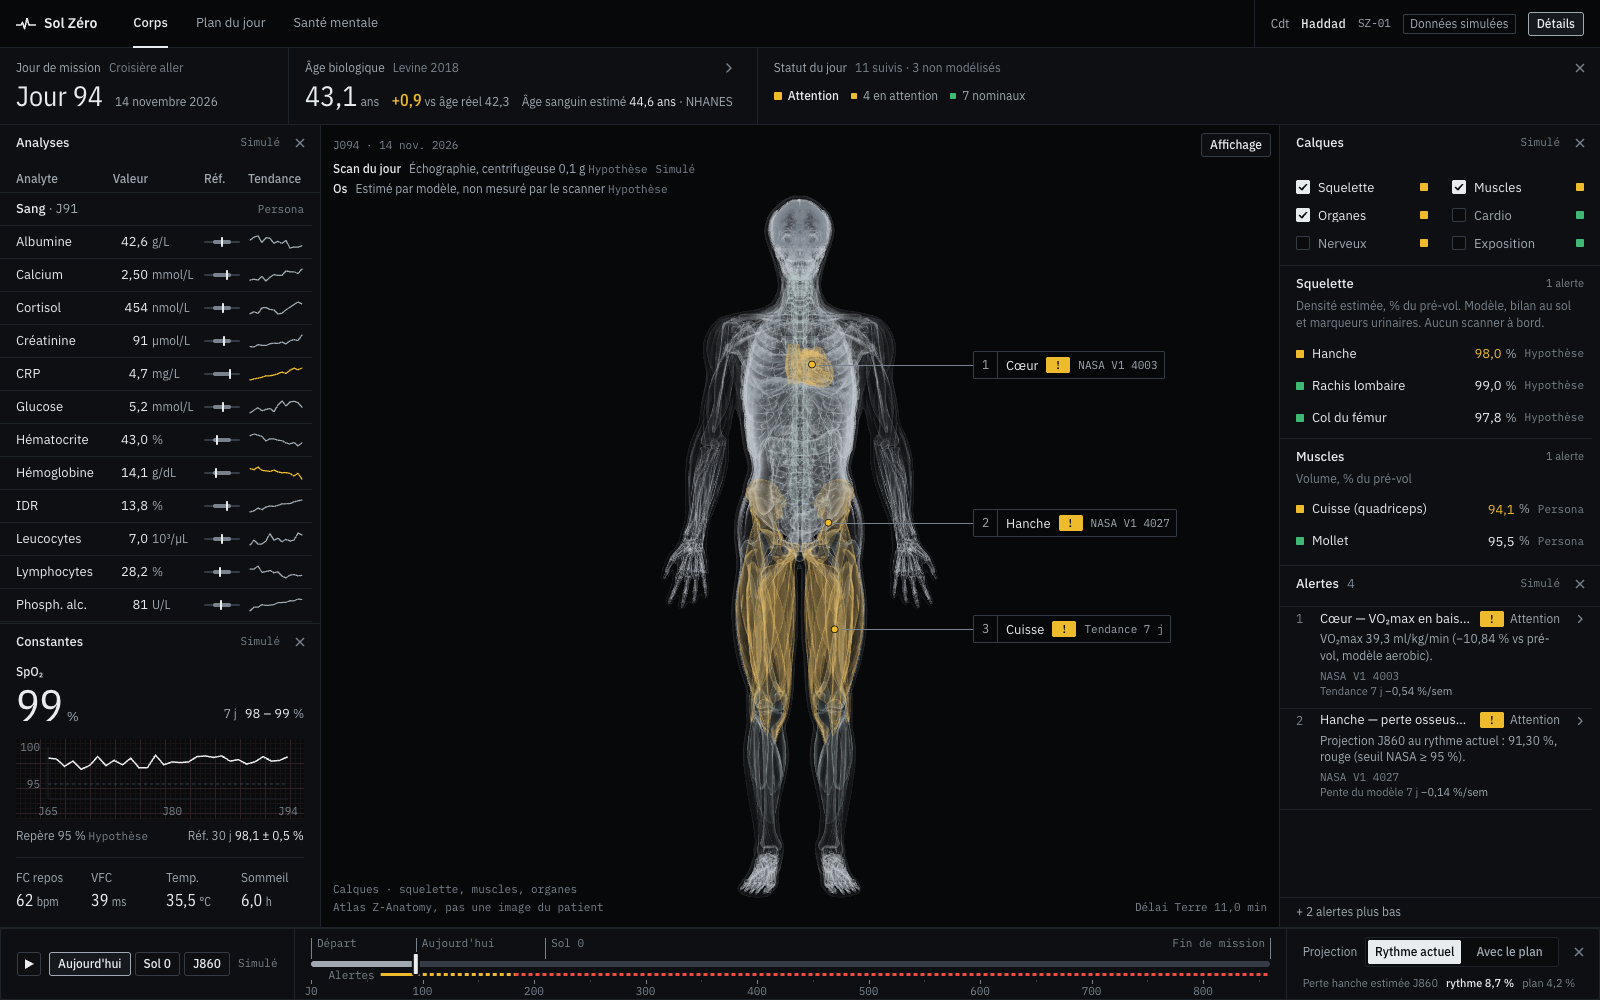 Sol Zéro
Corps
Plan du jour
Santé mentale
Cdt Haddad SZ-01
Données simulées
Détails
Jour de mission Croisière aller
Jour 94 14 novembre 2026
Âge biologique Levine 2018
43,1 ans +0,9 vs âge réel 42,3 Âge sanguin estimé 44,6 ans · NHANES
Statut du jour 11 suivis · 3 non modélisés
Attention 4 en attention 7 nominaux
Analyses Simulé
Analyte Valeur Réf. Tendance
Sang · J91 Persona
Albumine 42,6 g/L
Calcium 2,50 mmol/L
Cortisol 454 nmol/L
Créatinine 91 µmol/L
CRP 4,7 mg/L
Glucose 5,2 mmol/L
Hématocrite 43,0 %
Hémoglobine 14,1 g/dL
IDR 13,8 %
Leucocytes 7,0 10³/µL
Lymphocytes 28,2 %
Phosph. alc. 81 U/L
Constantes Simulé
SpO₂
99 % 7 j 98 – 99 %
100
95
J65 J80 J94
Repère 95 % Hypothèse Réf. 30 j 98,1 ± 0,5 %
FC repos VFC Temp. Sommeil
62 bpm 39 ms 35,5 °C 6,0 h
J094 · 14 nov. 2026
Affichage
Scan du jour Échographie, centrifugeuse 0,1 g Hypothèse Simulé
Os Estimé par modèle, non mesuré par le scanner Hypothèse
1 Cœur ! NASA V1 4003
2 Hanche ! NASA V1 4027
3 Cuisse ! Tendance 7 j
Calques · squelette, muscles, organes
Atlas Z-Anatomy, pas une image du patient
Délai Terre 11,0 min
Calques Simulé
Squelette Muscles
Organes Cardio
Nerveux Exposition
Squelette 1 alerte
Densité estimée, % du pré-vol. Modèle, bilan au sol
et marqueurs urinaires. Aucun scanner à bord.
Hanche 98,0 % Hypothèse
Rachis lombaire 99,0 % Hypothèse
Col du fémur 97,8 % Hypothèse
Muscles 1 alerte
Volume, % du pré-vol
Cuisse (quadriceps) 94,1 % Persona
Mollet 95,5 % Persona
Alertes 4 Simulé
1 Cœur — VO₂max en bais... ! Attention
VO₂max 39,3 ml/kg/min (−10,84 % vs pré-
vol, modèle aerobic).
NASA V1 4003
Tendance 7 j −0,54 %/sem
2 Hanche — perte osseus... ! Attention
Projection J860 au rythme actuel : 91,30 %,
rouge (seuil NASA ≥ 95 %).
NASA V1 4027
Pente du modèle 7 j −0,14 %/sem
+ 2 alertes plus bas
Aujourd'hui Sol 0 J860 Simulé
Départ Aujourd'hui Sol 0 Fin de mission
Alertes
J0 100 200 300 400 500 600 700 800
Projection Rythme actuel Avec le plan
Perte hanche estimée J860 rythme 8,7 % plan 4,2 %